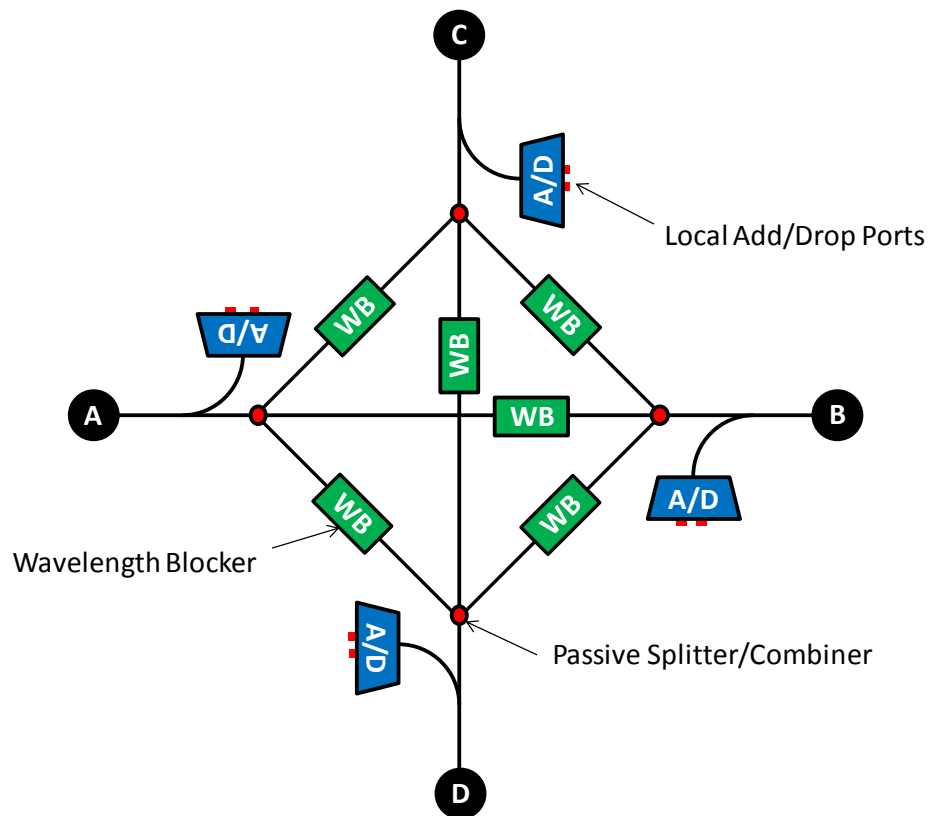 C
A/D
Local Add/Drop Ports
A/D
WB
WB
WB
A
WB
B
A/D
WB
WB
Wavelength Blocker
A/D
Passive Splitter/Combiner
D